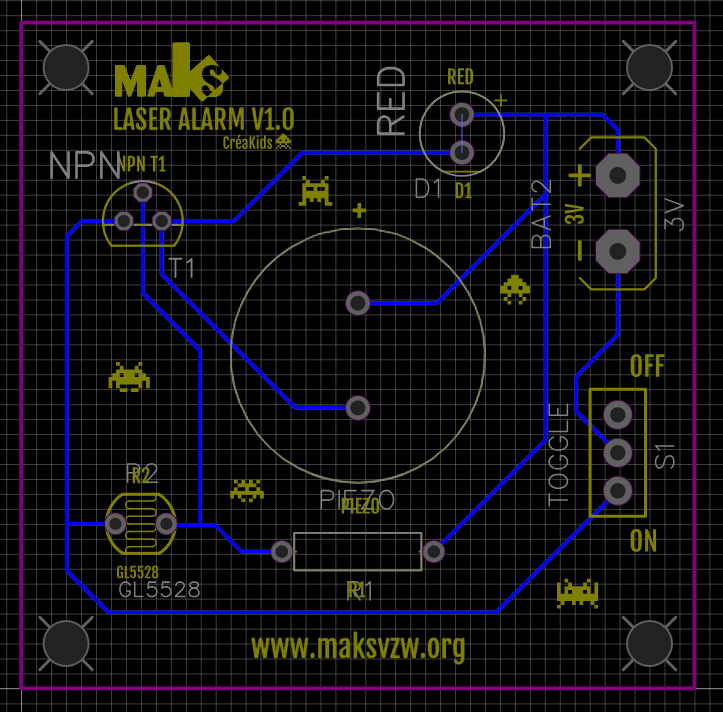 MAKS
LASER ALARM V1.0
CréaKids
RED
RED
+
NPN
NPN T1
T1
D1
D1
+
BAT2
+
3V
-
3V
OFF
TOGGLE
S1
ON
R2
R2
GL5528
GL5528
PIEZO
PIEZO
R1
R1
www.maksvzw.org